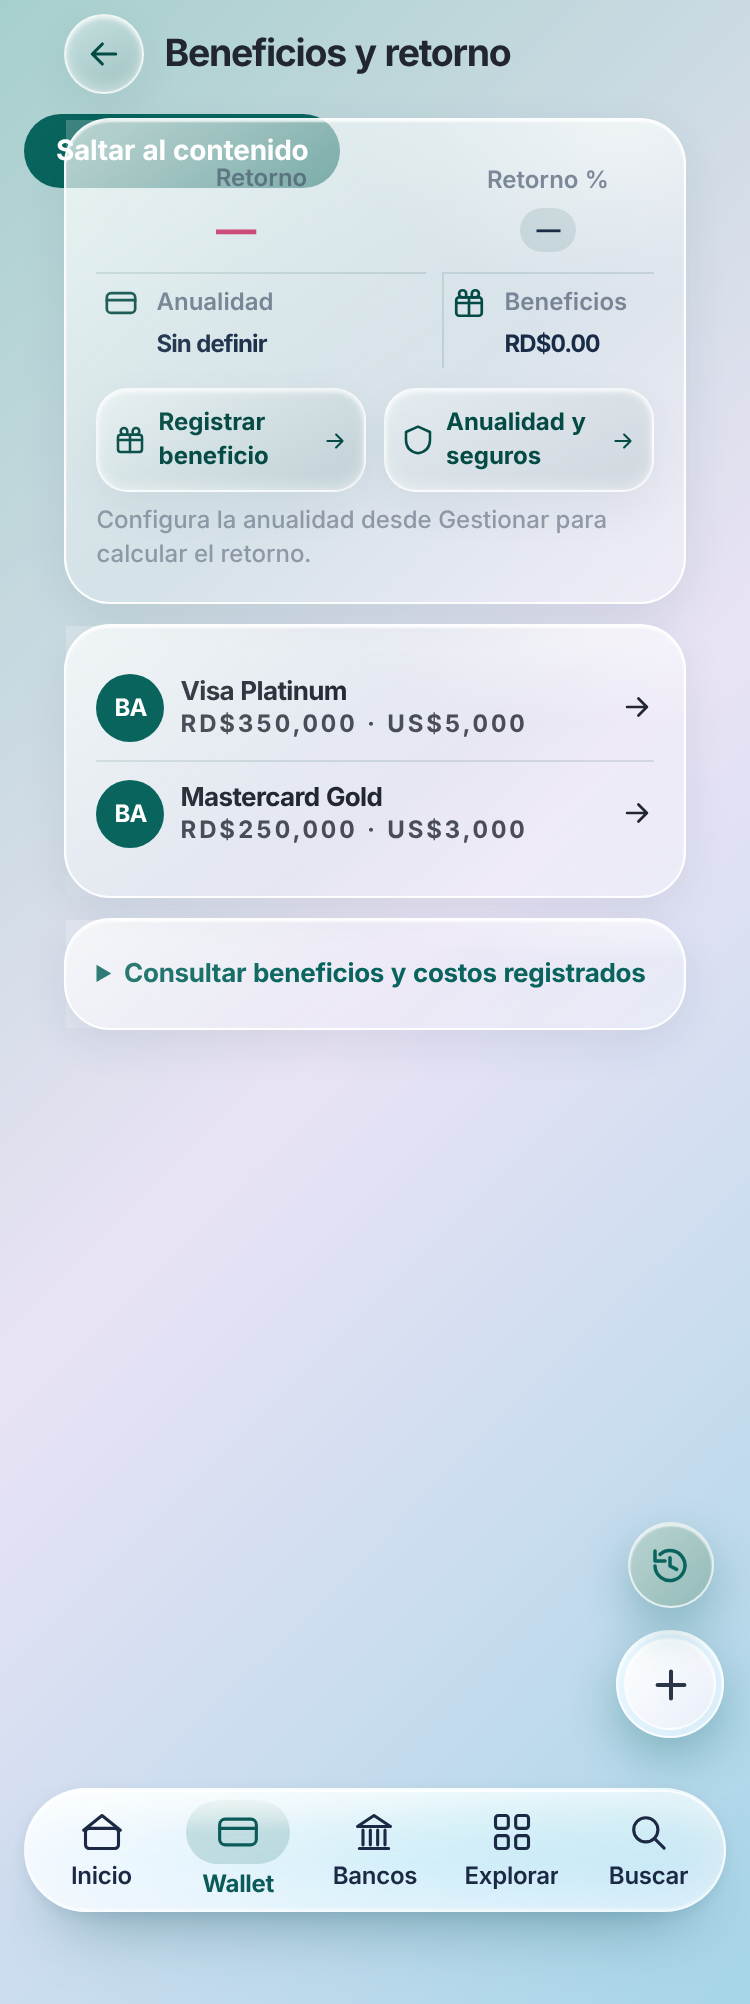 Beneficios y retorno
Saltar al contenido
Retorno
Retorno %
—
—
Anualidad
Sin definir
Beneficios
RD$0.00
Registrar
beneficio
Anualidad y
seguros
Configura la anualidad desde Gestionar para
calcular el retorno.
BA
Visa Platinum
RD$350,000 · US$5,000
BA
Mastercard Gold
RD$250,000 · US$3,000
Consultar beneficios y costos registrados
Inicio
Wallet
Bancos
Explorar
Buscar